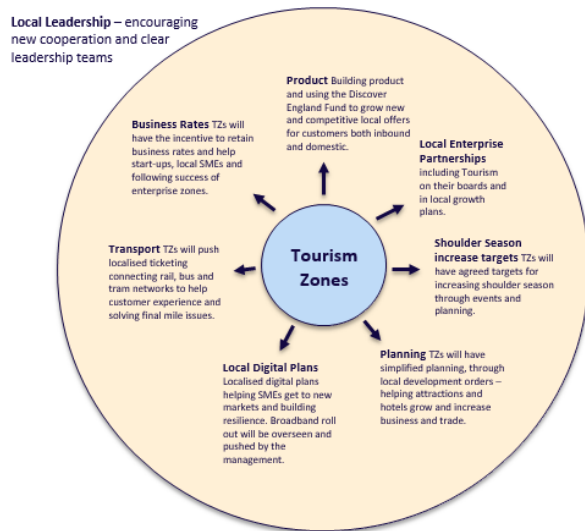 Local Leadership – encouraging
new cooperation and clear
leadership teams
Product Building product
and using the Discover
England Fund to grow new
and competitive local offers
for customers both inbound
and domestic.
Business Rates TZs will
have the incentive to retain
business rates and help
start-ups, local SMEs and
following success of
enterprise zones.
Local Enterprise
Partnerships
including Tourism
on their boards and
in local growth
plans.
Tourism
Zones
Transport TZs will push
localised ticketing
connecting rail, bus and
tram networks to help
customer experience and
solving final mile issues.
Shoulder Season
increase targets TZs will
have agreed targets for
increasing shoulder season
through events and
planning.
Local Digital Plans
Localised digital plans
helping SMEs get to new
markets and building
resilience. Broadband roll
out will be overseen and
pushed by the
management.
Planning TZs will have
simplified planning, through
local development orders –
helping attractions and
hotels grow and increase
business and trade.